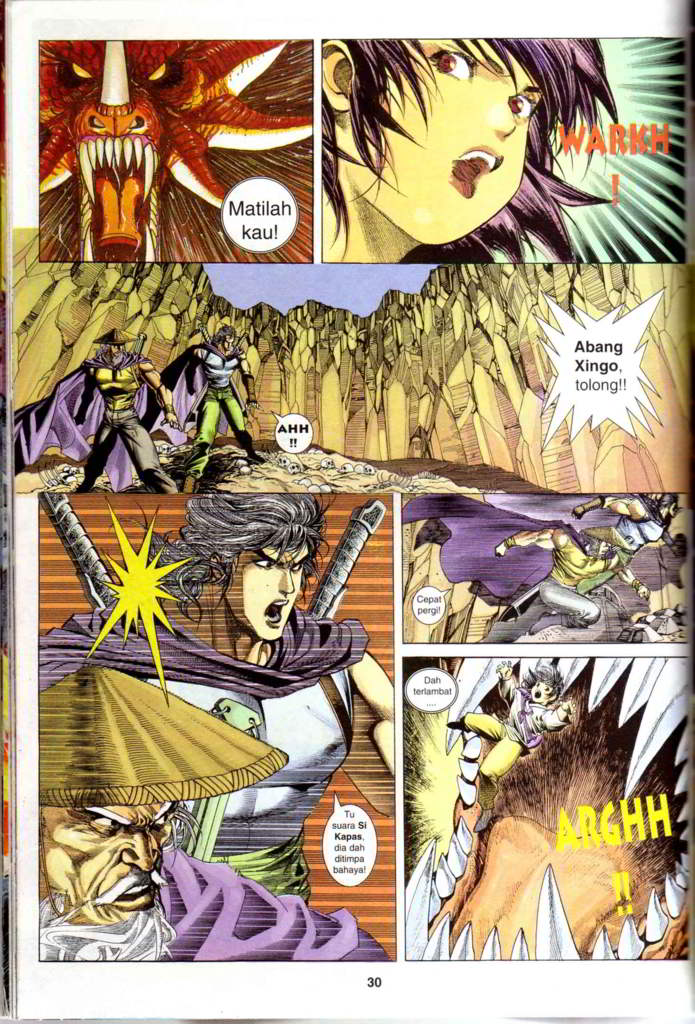 Matilah
kau!
WARKH
!
Abang
Xingo,
tolong!!
AHH
!!
Tu
suara Si
Kapas,
dia dah
ditimpa
bahaya!
Cepat
pergi!
Dah
terlambat
....
ARGHH
!!
30